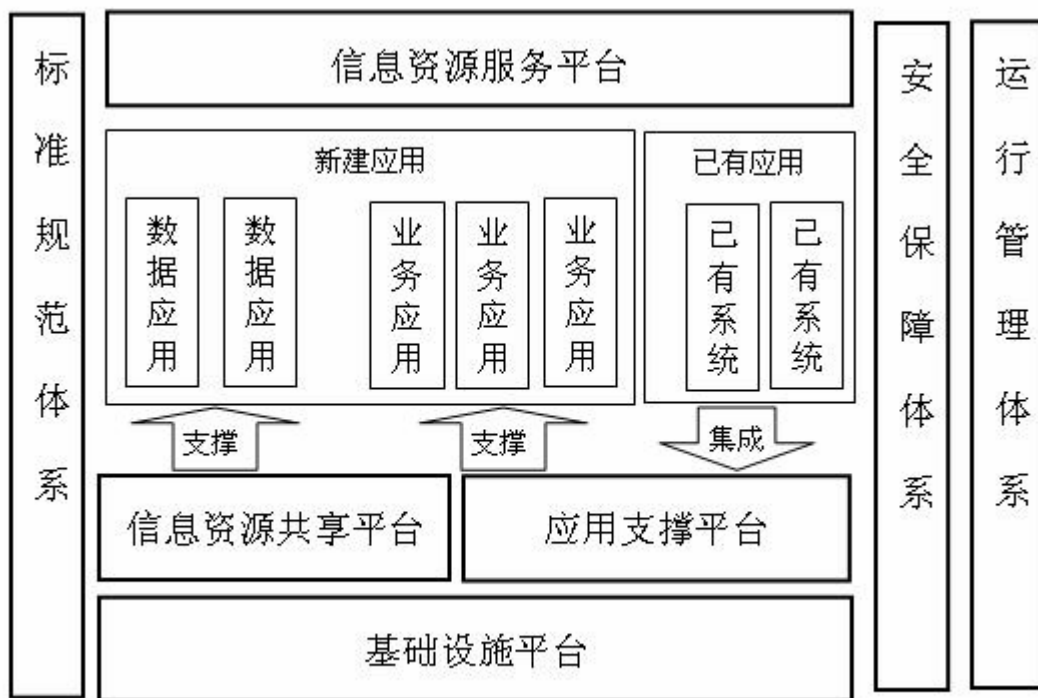 标准规范体系
信息资源服务平台
新建应用
数据应用
数据应用
业务应用
业务应用
业务应用
已有应用
已有系统
已有系统
支撑
支撑
集成
信息资源共享平台
应用支撑平台
基础设施平台
安全保障体系
运行管理体系